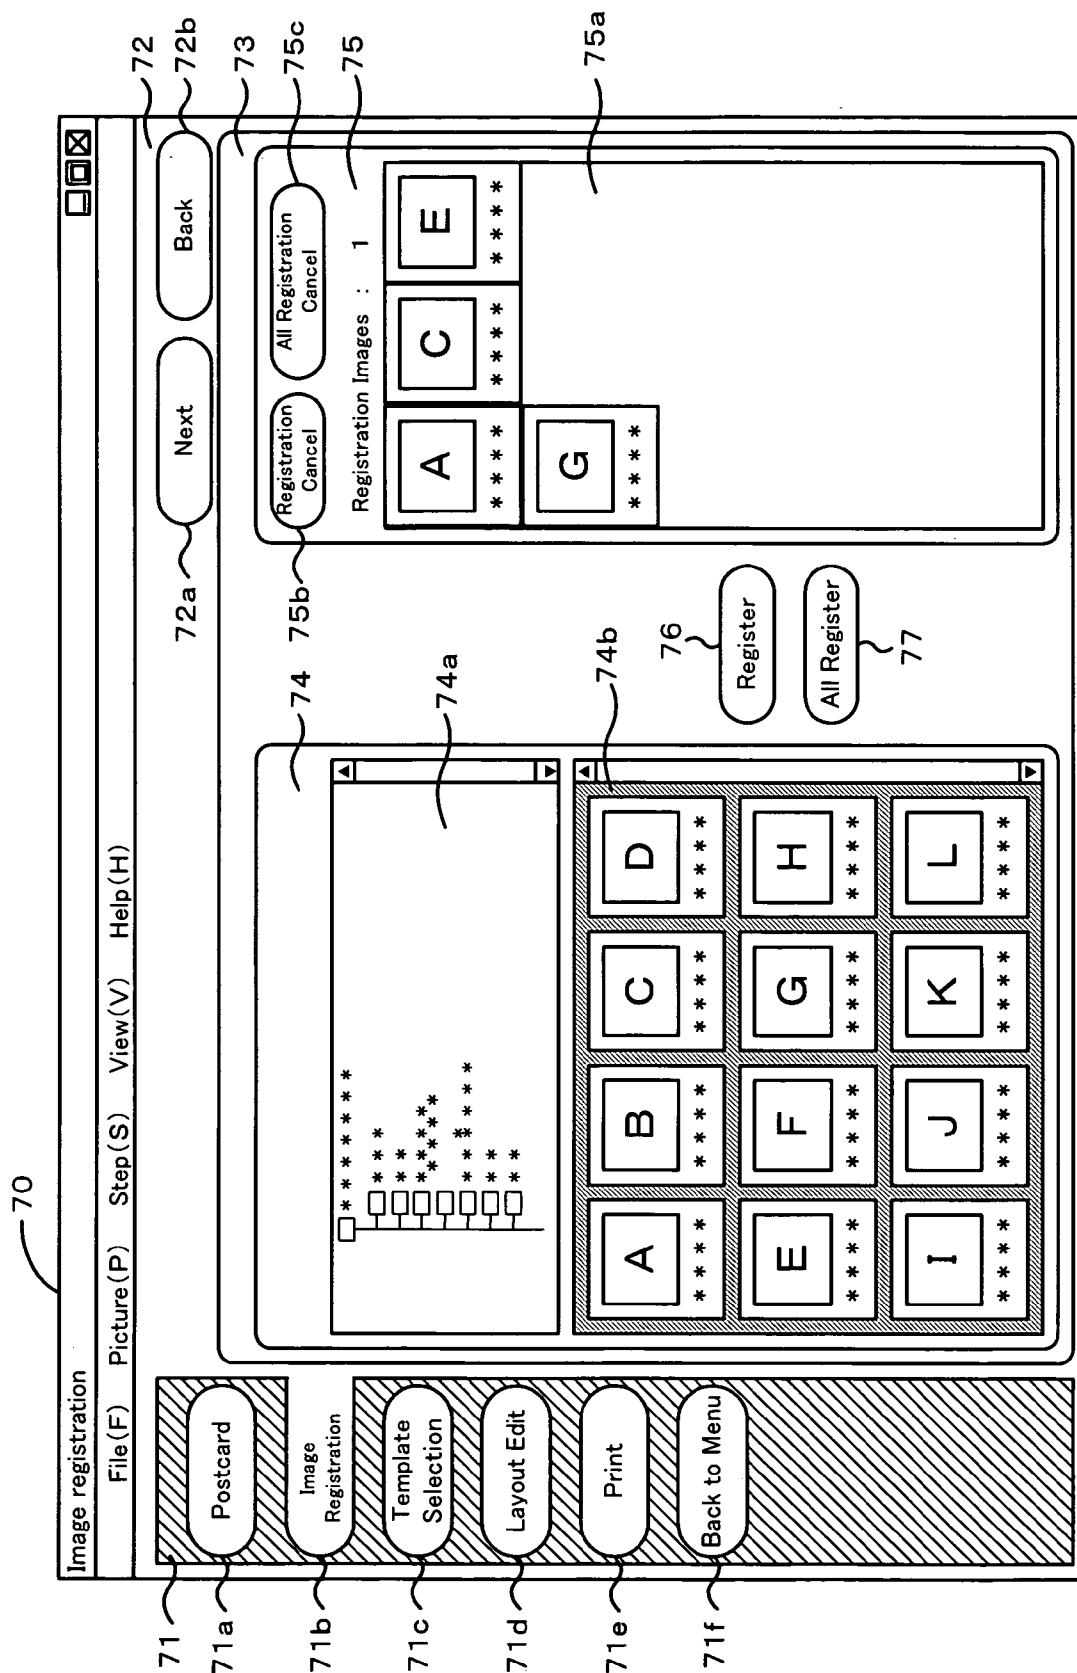 70
Image registration
File(F) Picture(P) Step(S) View(V) Help(H)
71
71a
Postcard
71b
Image
Registration
71c
Template
Selection
71d
Layout Edit
71e
Print
71f
Back to Menu
72
72a
Next
72b
Back
73
74
74a
* * * * * * * *
* * *
* *
* * * *
* * * *
*
* * * * * *
* *
* *
74b
A
* * * *
B
* * * *
C
* * * *
D
* * * *
E
* * * *
F
* * * *
G
* * * *
H
* * * *
I
* * * *
J
* * * *
K
* * * *
L
* * * *
76
Register
77
All Register
75
75b
Registration
Cancel
75c
All Registration
Cancel
Registration Images : 1
75a
A
* * * *
C
* * * *
E
* * * *
G
* * * *